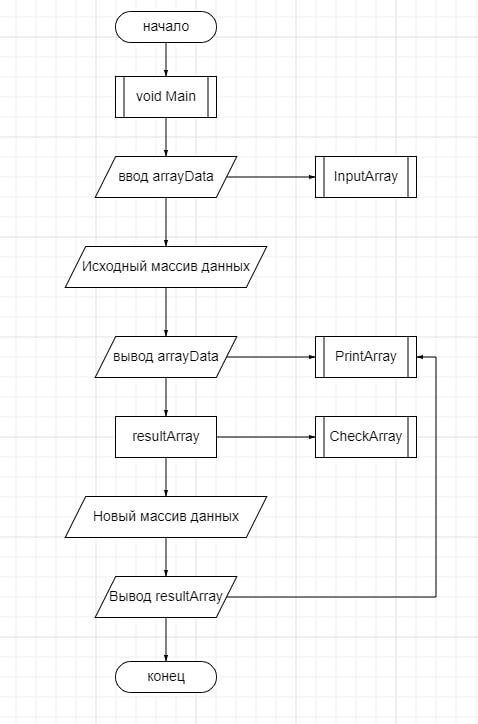 начало
void Main
ввод arrayData
InputArray
Исходный массив данных
вывод arrayData
PrintArray
resultArray
CheckArray
Новый массив данных
Вывод resultArray
конец